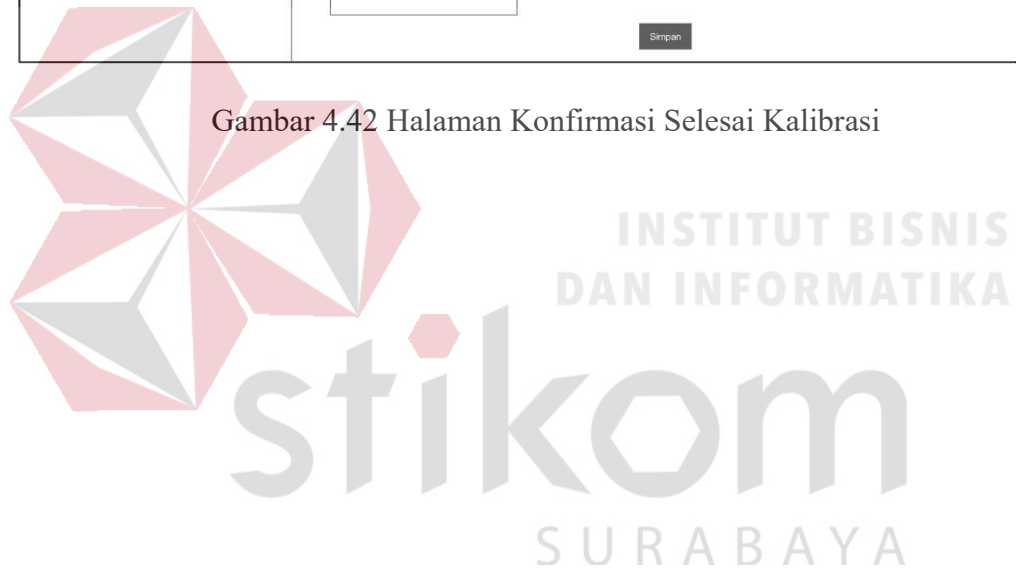 Simpan
Gambar 4.42 Halaman Konfirmasi Selesai Kalibrasi
INSTITUT BISNIS
DAN INFORMATIKA
stikom
SURABAYA